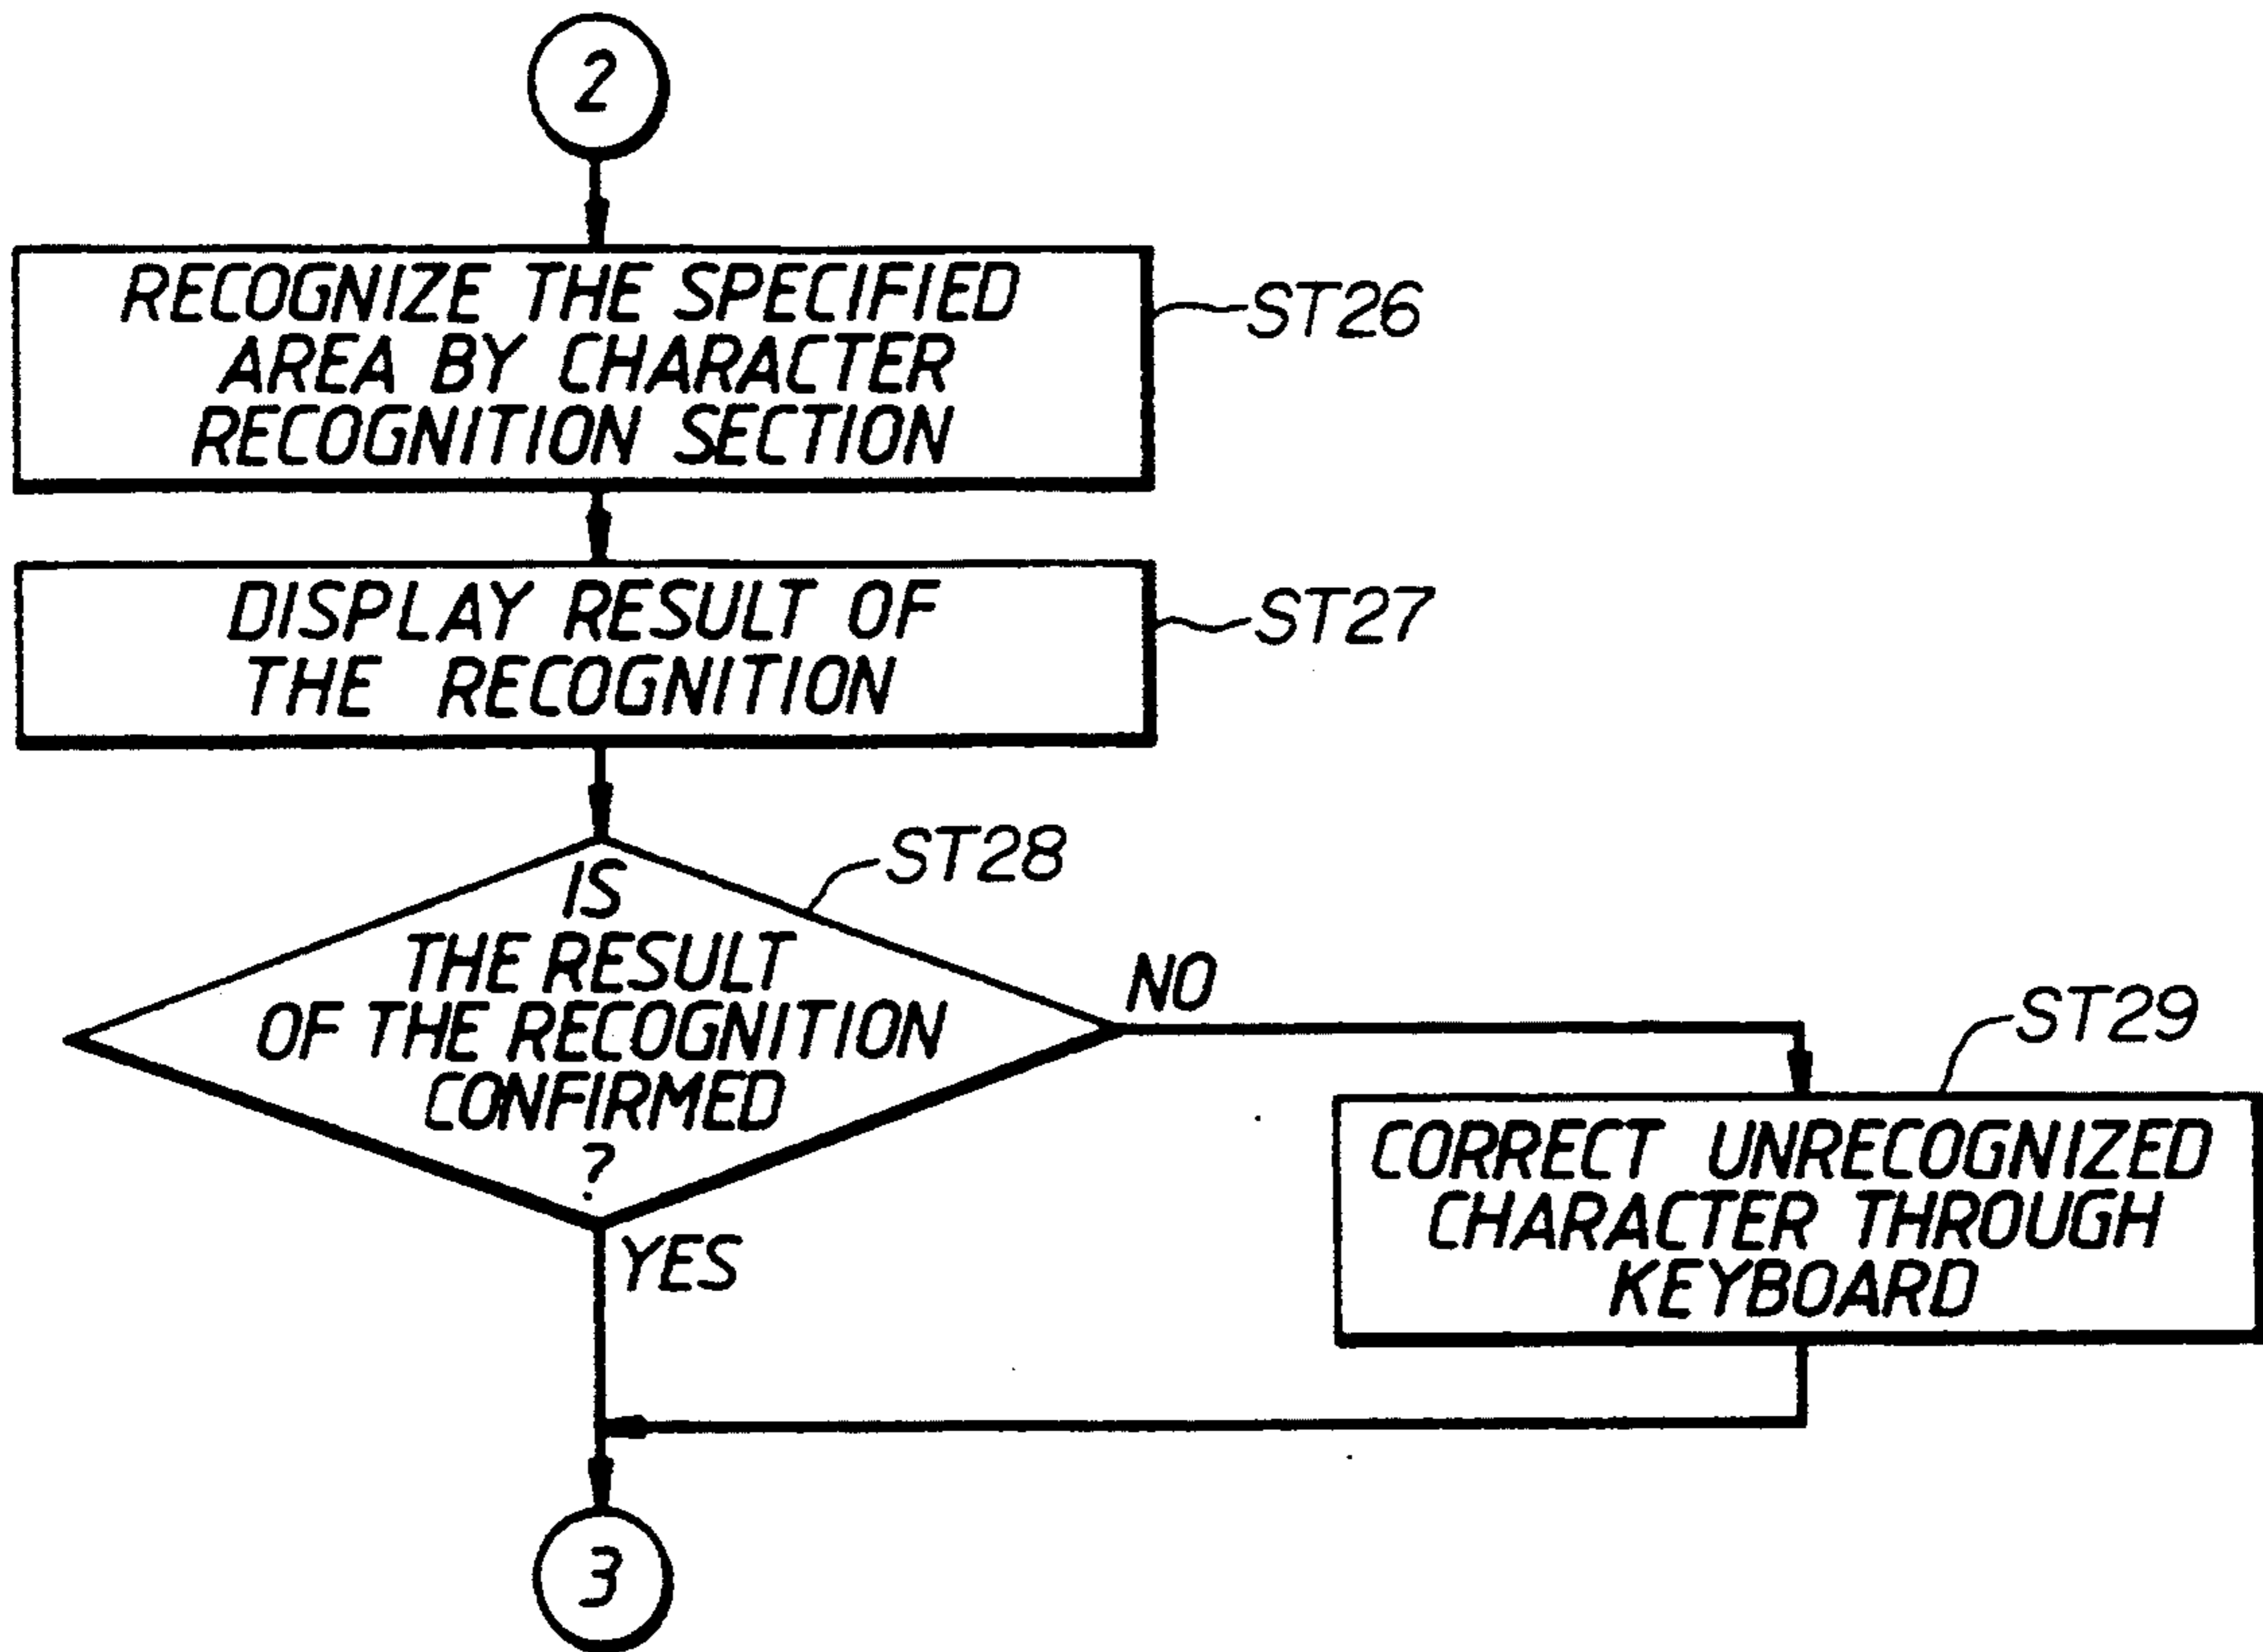 2
RECOGNIZE THE SPECIFIED
AREA BY CHARACTER
RECOGNITION SECTION
ST26
DISPLAY RESULT OF
THE RECOGNITION
ST27
IS
THE RESULT
OF THE RECOGNITION
CONFIRMED
?
ST28
NO
YES
CORRECT UNRECOGNIZED
CHARACTER THROUGH
KEYBOARD
ST29
3